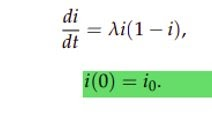 di/dt = λi(1 − i),
i(0) = i₀.